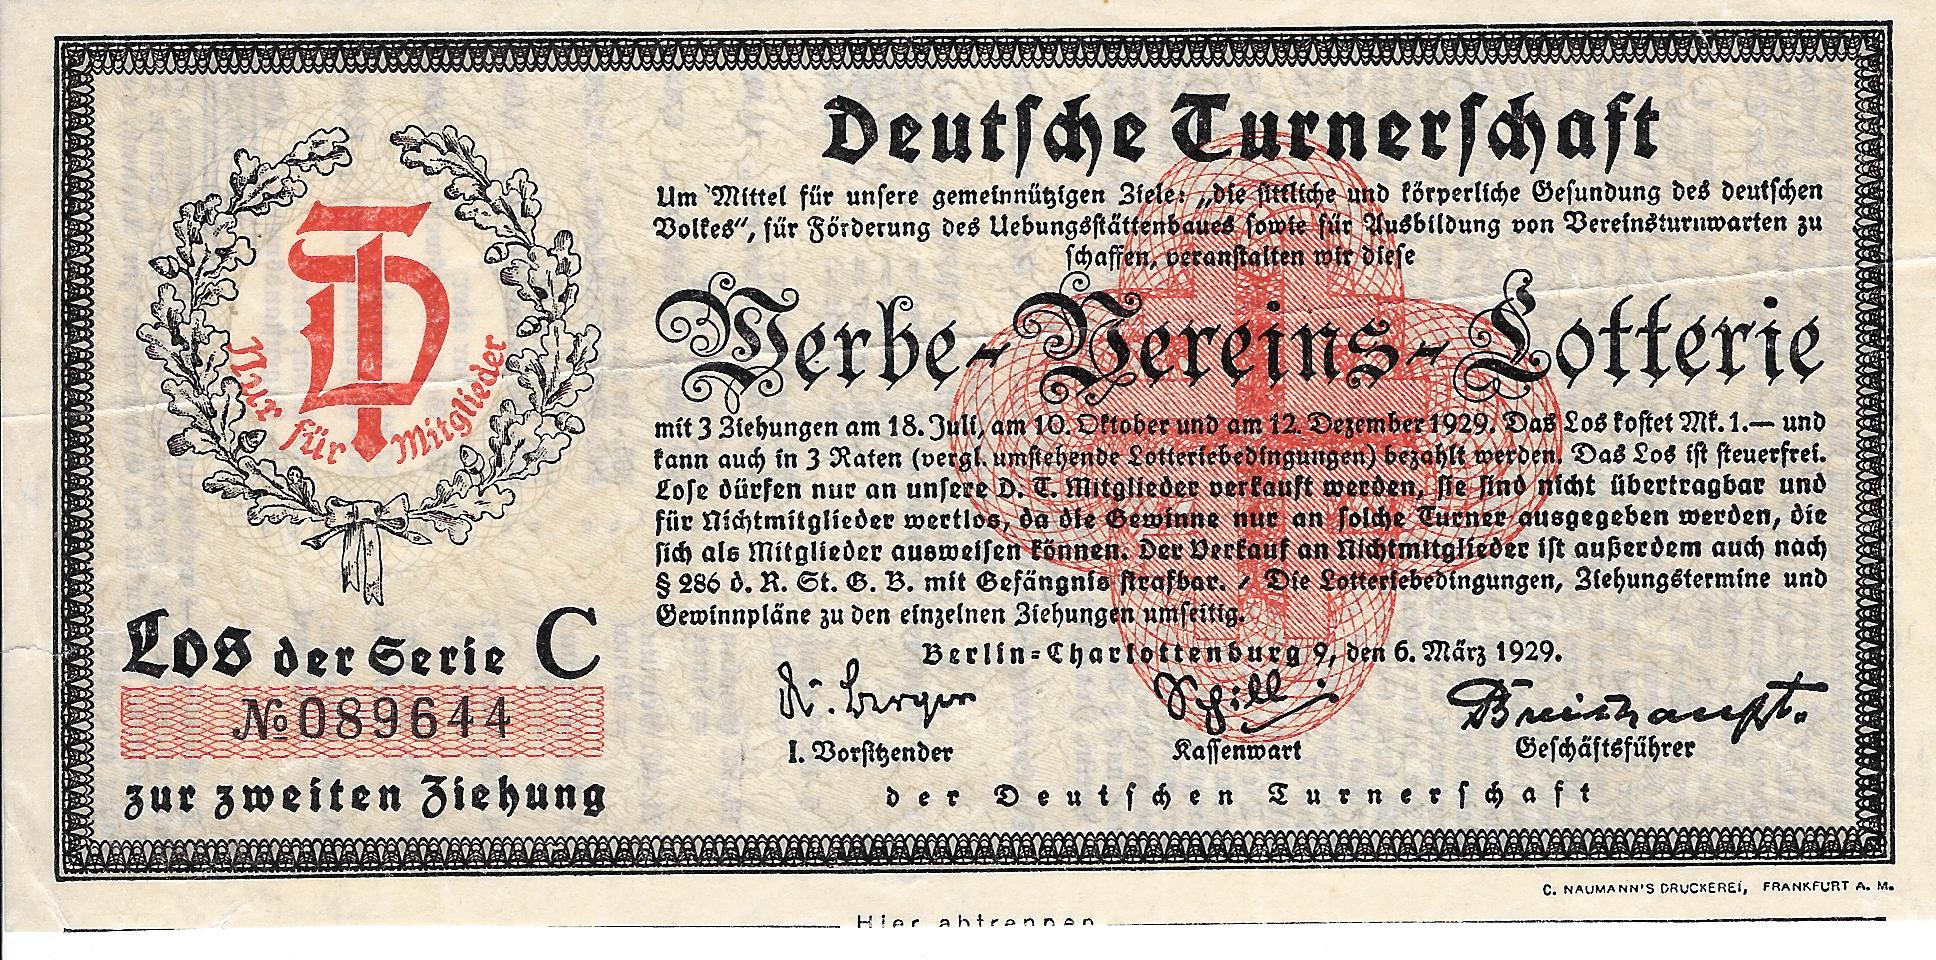 Deutsche Turnerschaft
Um Mittel für unsere gemeinnützigen Ziele: „die sittliche und körperliche Gesundung des deutschen
Volkes“, für Förderung des Uebungsstättenbaues sowie für Ausbildung von Vereinsturnwarten zu
schaffen, veranstalten wir diese
Werbe-Vereins-Lotterie
mit 3 Ziehungen am 18. Juli, am 10. Oktober und am 12. Dezember 1929. Das Los kostet Mk. 1.— und
kann auch in 3 Raten (vergl. umstehende Lotteriebedingungen) bezahlt werden. Das Los ist steuerfrei.
Lose dürfen nur an unsere D. T. Mitglieder verkauft werden, sie sind nicht übertragbar und
für Nichtmitglieder wertlos, da die Gewinne nur an solche Turner ausgegeben werden, die
sich als Mitglieder ausweisen können. Der Verkauf an Nichtmitglieder ist außerdem auch nach
§ 286 d. R. St. G. B. mit Gefängnis strafbar. / Die Lotteriebedingungen, Ziehungstermine und
Gewinnpläne zu den einzelnen Ziehungen umseitig.
Berlin-Charlottenburg 9, den 6. März 1929.
Berger Schill Breithaupt.
1. Vorsitzender Kassenwart Geschäftsführer
der Deutschen Turnerschaft
DT
Nur für Mitglieder
Los der Serie C
№ 089644
zur zweiten Ziehung
C. NAUMANN'S DRUCKEREI, FRANKFURT A. M.
Hier abtrennen